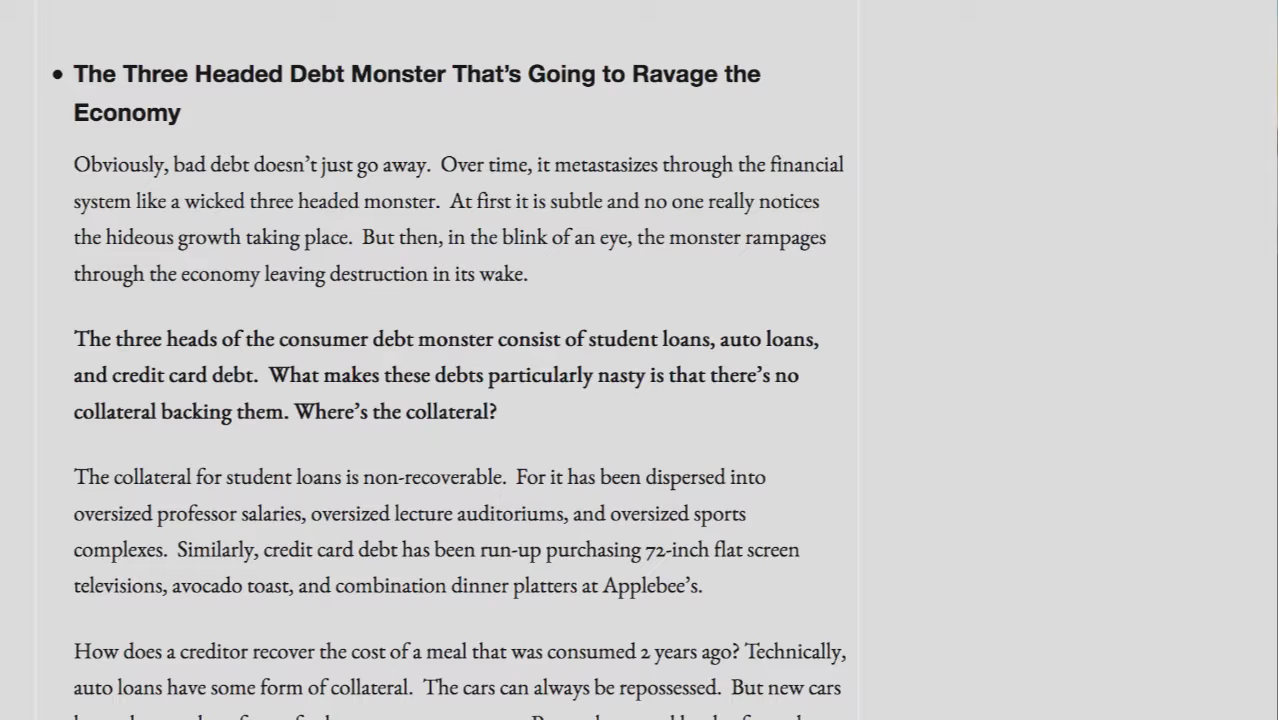 • The Three Headed Debt Monster That’s Going to Ravage the
Economy
Obviously, bad debt doesn’t just go away. Over time, it metastasizes through the financial
system like a wicked three headed monster. At first it is subtle and no one really notices
the hideous growth taking place. But then, in the blink of an eye, the monster rampages
through the economy leaving destruction in its wake.
The three heads of the consumer debt monster consist of student loans, auto loans,
and credit card debt. What makes these debts particularly nasty is that there’s no
collateral backing them. Where’s the collateral?
The collateral for student loans is non-recoverable. For it has been dispersed into
oversized professor salaries, oversized lecture auditoriums, and oversized sports
complexes. Similarly, credit card debt has been run-up purchasing 72-inch flat screen
televisions, avocado toast, and combination dinner platters at Applebee’s.
How does a creditor recover the cost of a meal that was consumed 2 years ago? Technically,
auto loans have some form of collateral. The cars can always be repossessed. But new cars